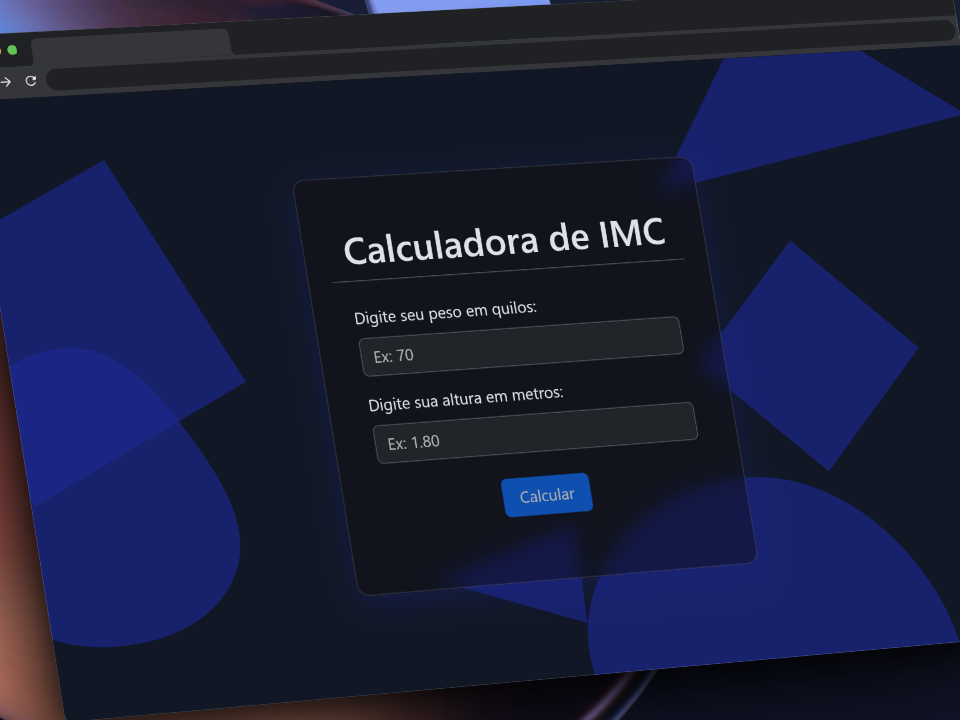 Calculadora de IMC
Digite seu peso em quilos:
Ex: 70
Digite sua altura em metros:
Ex: 1.80
Calcular